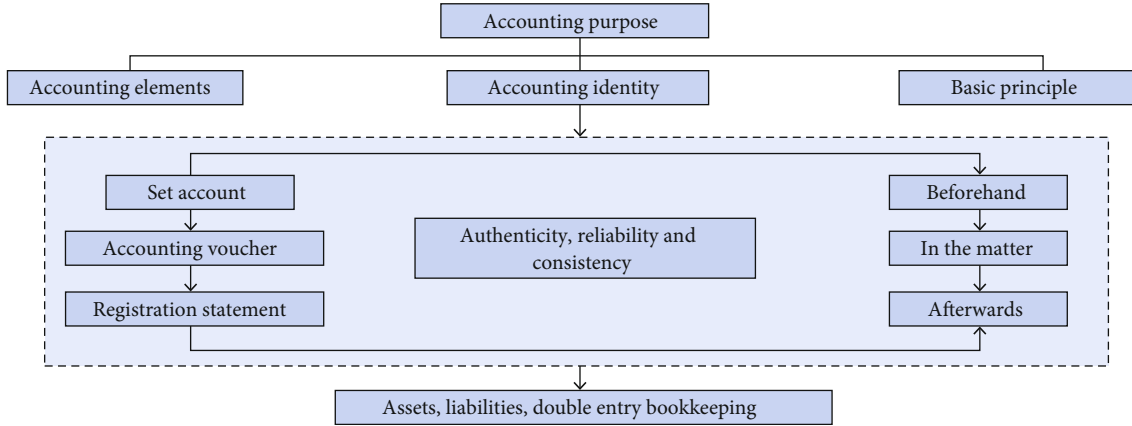 Accounting purpose
Accounting elements
Accounting identity
Basic principle
Set account
Beforehand
Accounting voucher
Authenticity, reliability and
consistency
In the matter
Registration statement
Afterwards
Assets, liabilities, double entry bookkeeping